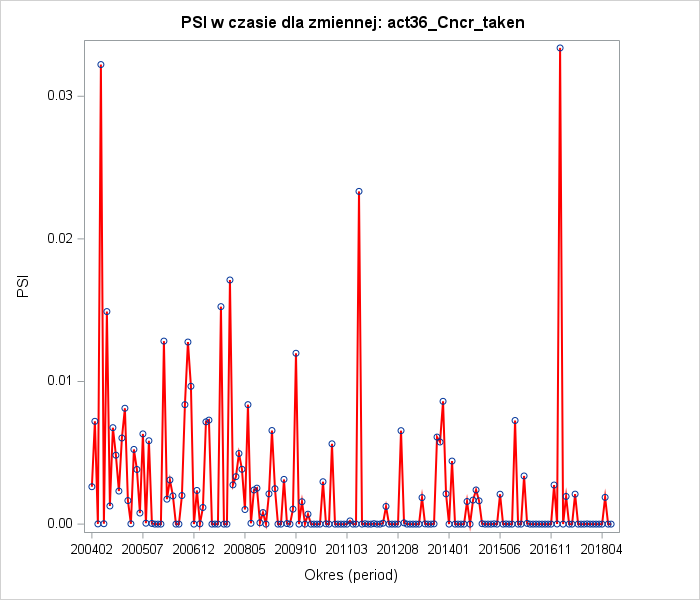 PSI w czasie dla zmiennej: act36_Cncr_taken
0.03
0.02
PSI
0.01
0.00
200402 200507 200612 200805 200910 201103 201208 201401 201506 201611 201804
Okres (period)